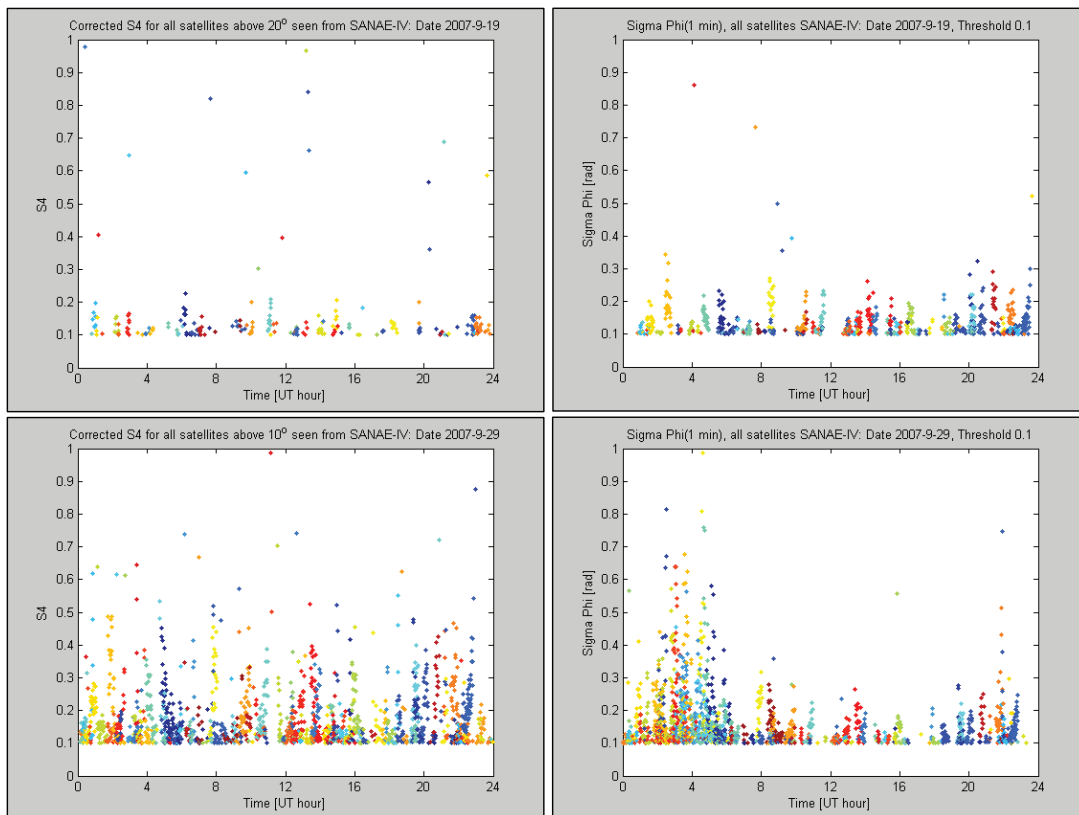 Corrected S4 for all satellites above 20° seen from SANAE-IV: Date 2007-9-19
1
0.9
0.8
0.7
0.6
0.5
0.4
0.3
0.2
0.1
0
S4
0 4 8 12 16 20 24
Time [UT hour]
Sigma Phi(1 min), all satellites SANAE-IV: Date 2007-9-19, Threshold 0.1
1
0.9
0.8
0.7
0.6
0.5
0.4
0.3
0.2
0.1
0
Sigma Phi [rad]
0 4 8 12 16 20 24
Time [UT hour]
Corrected S4 for all satellites above 10° seen from SANAE-IV: Date 2007-9-29
1
0.9
0.8
0.7
0.6
0.5
0.4
0.3
0.2
0.1
0
S4
0 4 8 12 16 20 24
Time [UT hour]
Sigma Phi(1 min), all satellites SANAE-IV: Date 2007-9-29, Threshold 0.1
1
0.9
0.8
0.7
0.6
0.5
0.4
0.3
0.2
0.1
0
Sigma Phi [rad]
0 4 8 12 16 20 24
Time [UT hour]